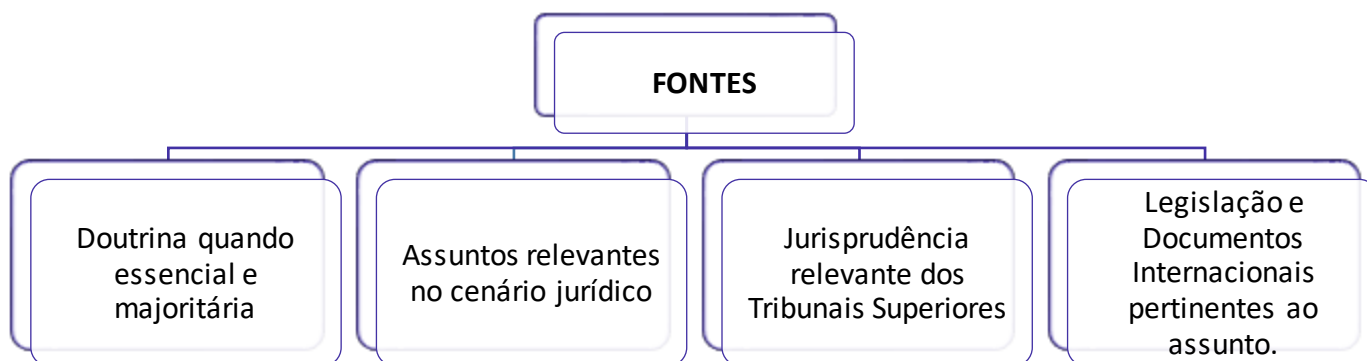 FONTES
Doutrina quando
essencial e
majoritária
Assuntos relevantes
no cenário jurídico
Jurisprudência
relevante dos
Tribunais Superiores
Legislação e
Documentos
Internacionais
pertinentes ao
assunto.